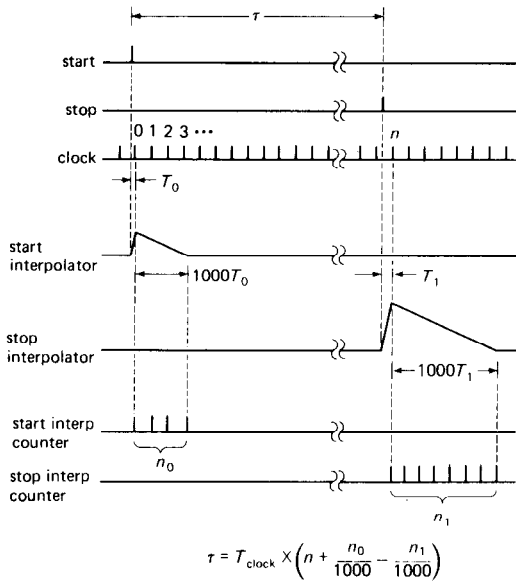 τ
start
stop
0 1 2 3 ··· n
clock
T₀
start
interpolator
1000T₀
T₁
stop
interpolator
1000T₁
start interp
counter
n₀
stop interp
counter
n₁
τ = T_clock × (n + n₀/1000 − n₁/1000)